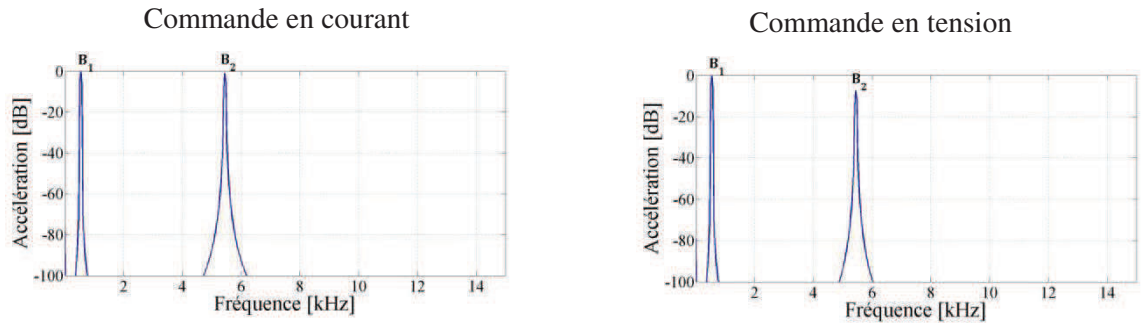 Commande en courant
B1
B2
0
-20
-40
-60
-80
-100
Accélération [dB]
2 4 6 8 10 12 14
Fréquence [kHz]
Commande en tension
B1
B2
0
-20
-40
-60
-80
-100
Accélération [dB]
2 4 6 8 10 12 14
Fréquence [kHz]